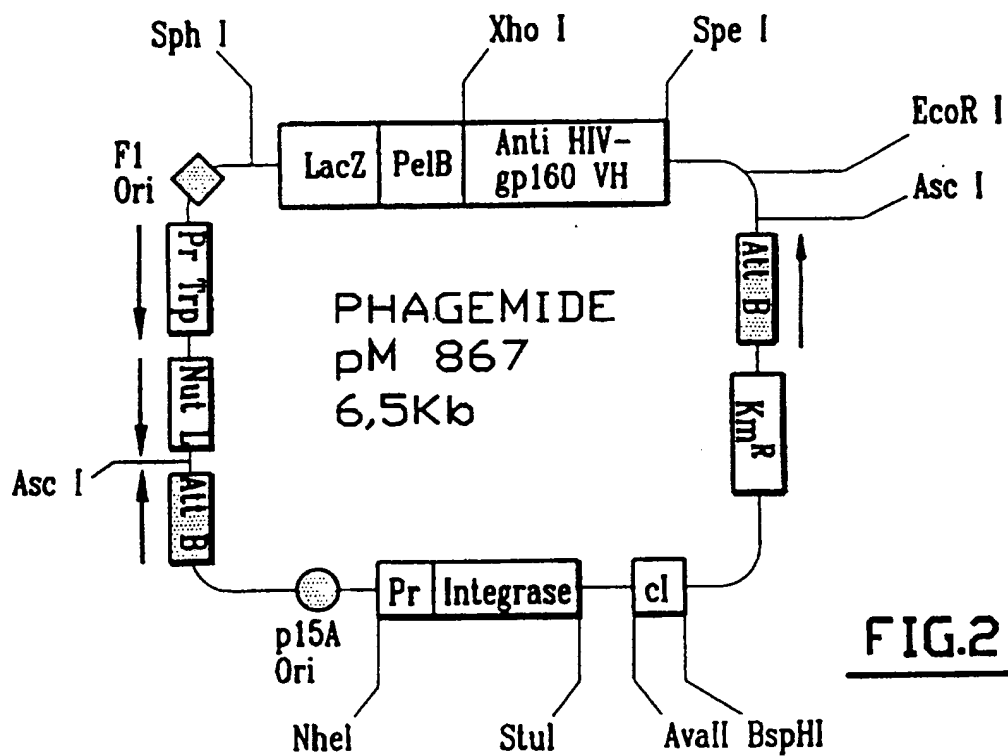 Sph I
Xho I
Spe I
EcoR I
Asc I
F1
Ori
LacZ
PelB
Anti HIV-
gp160 VH
Pr Trp
Nut L
Asc I
Att B
PHAGEMIDE
pM 867
6,5Kb
Att B
KmR
p15A
Ori
Pr
Integrase
cI
NheI
StuI
AvaII
BspHI
FIG.2